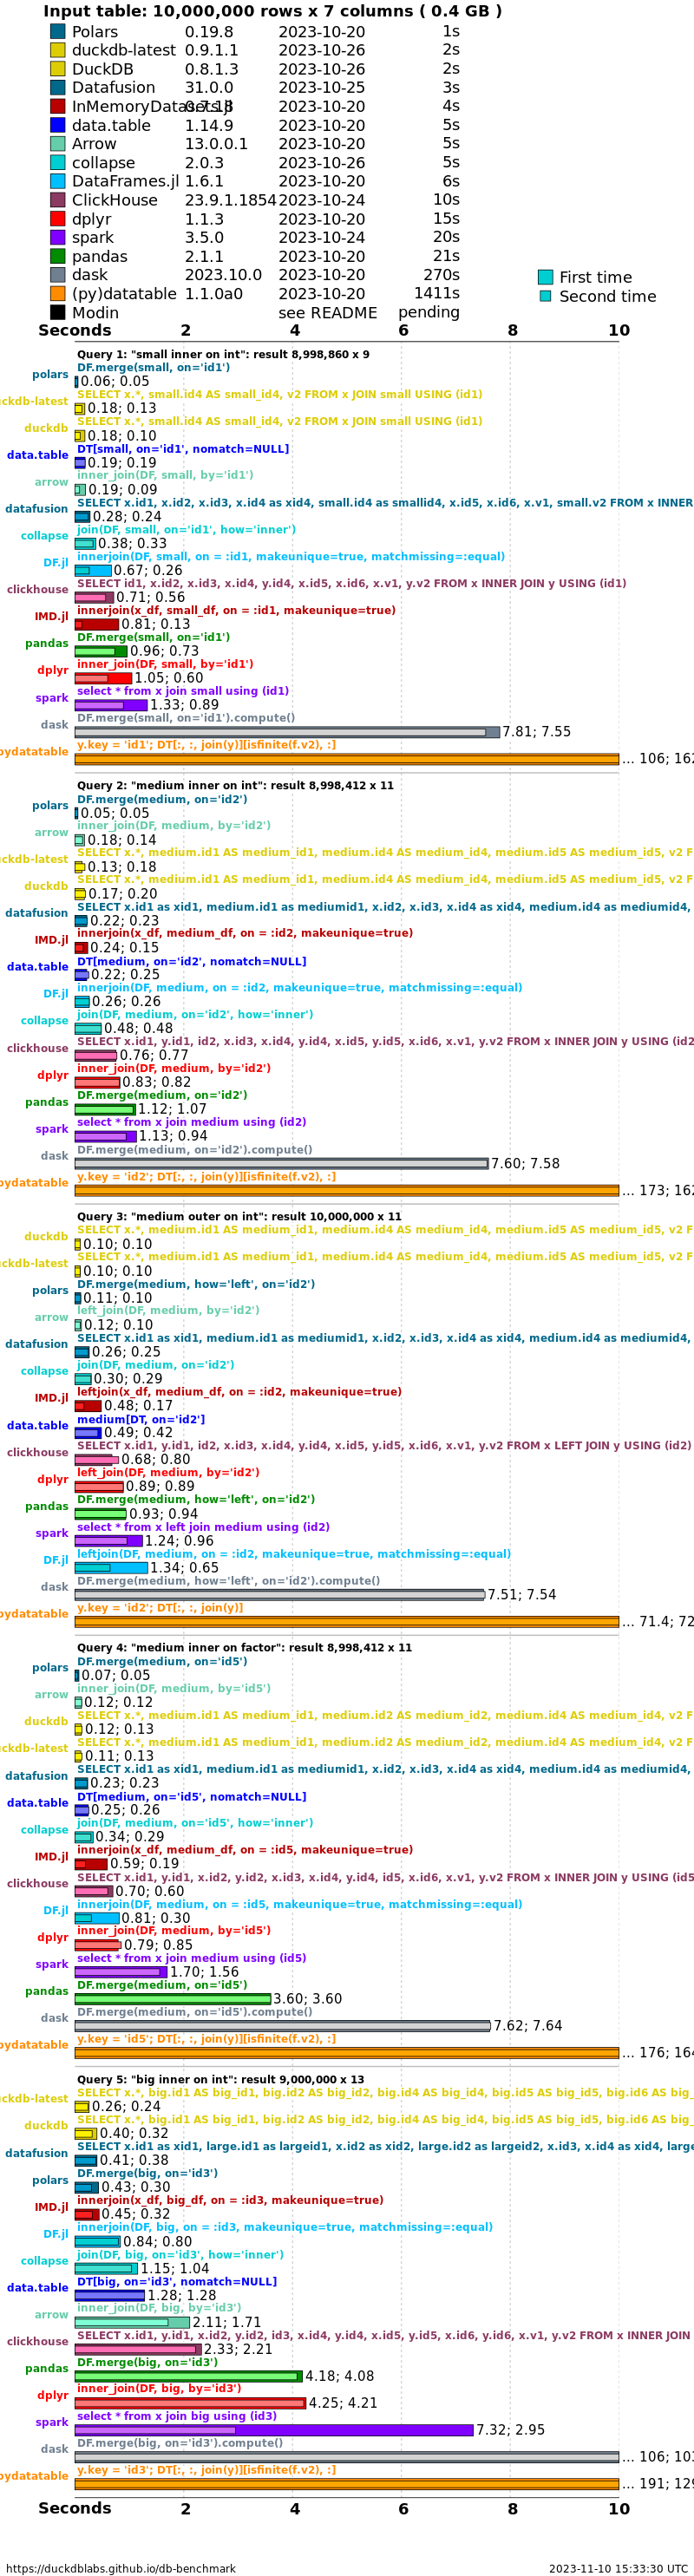 Input table: 10,000,000 rows x 7 columns ( 0.4 GB )
Polars 0.19.8 2023-10-20 1s
duckdb-latest 0.9.1.1 2023-10-26 2s
DuckDB 0.8.1.3 2023-10-26 2s
Datafusion 31.0.0 2023-10-25 3s
InMemoryDatasets.jl 0.7.18 2023-10-20 4s
data.table 1.14.9 2023-10-20 5s
Arrow 13.0.0.1 2023-10-20 5s
collapse 2.0.3 2023-10-26 5s
DataFrames.jl 1.6.1 2023-10-20 6s
ClickHouse 23.9.1.1854 2023-10-24 10s
dplyr 1.1.3 2023-10-20 15s
spark 3.5.0 2023-10-24 20s
pandas 2.1.1 2023-10-20 21s
dask 2023.10.0 2023-10-20 270s
(py)datatable 1.1.0a0 2023-10-20 1411s
Modin see README pending
First time
Second time
Seconds 2 4 6 8 10
Query 1: "small inner on int": result 8,998,860 x 9
DF.merge(small, on='id1')
polars 0.06; 0.05
SELECT x.*, small.id4 AS small_id4, v2 FROM x JOIN small USING (id1)
uckdb-latest 0.18; 0.13
SELECT x.*, small.id4 AS small_id4, v2 FROM x JOIN small USING (id1)
duckdb 0.18; 0.10
DT[small, on='id1', nomatch=NULL]
data.table 0.19; 0.19
inner_join(DF, small, by='id1')
arrow 0.19; 0.09
SELECT x.id1, x.id2, x.id3, x.id4 as xid4, small.id4 as smallid4, x.id5, x.id6, x.v1, small.v2 FROM x INNER
datafusion 0.28; 0.24
join(DF, small, on='id1', how='inner')
collapse 0.38; 0.33
innerjoin(DF, small, on = :id1, makeunique=true, matchmissing=:equal)
DF.jl 0.67; 0.26
SELECT id1, x.id2, x.id3, x.id4, y.id4, x.id5, x.id6, x.v1, y.v2 FROM x INNER JOIN y USING (id1)
clickhouse 0.71; 0.56
innerjoin(x_df, small_df, on = :id1, makeunique=true)
IMD.jl 0.81; 0.13
DF.merge(small, on='id1')
pandas 0.96; 0.73
inner_join(DF, small, by='id1')
dplyr 1.05; 0.60
select * from x join small using (id1)
spark 1.33; 0.89
DF.merge(small, on='id1').compute()
dask 7.81; 7.55
y.key = 'id1'; DT[:, :, join(y)][isfinite(f.v2), :]
pydatatable ... 106; 162
Query 2: "medium inner on int": result 8,998,412 x 11
DF.merge(medium, on='id2')
polars 0.05; 0.05
inner_join(DF, medium, by='id2')
arrow 0.18; 0.14
SELECT x.*, medium.id1 AS medium_id1, medium.id4 AS medium_id4, medium.id5 AS medium_id5, v2 F
uckdb-latest 0.13; 0.18
SELECT x.*, medium.id1 AS medium_id1, medium.id4 AS medium_id4, medium.id5 AS medium_id5, v2 F
duckdb 0.17; 0.20
SELECT x.id1 as xid1, medium.id1 as mediumid1, x.id2, x.id3, x.id4 as xid4, medium.id4 as mediumid4,
datafusion 0.22; 0.23
innerjoin(x_df, medium_df, on = :id2, makeunique=true)
IMD.jl 0.24; 0.15
DT[medium, on='id2', nomatch=NULL]
data.table 0.22; 0.25
innerjoin(DF, medium, on = :id2, makeunique=true, matchmissing=:equal)
DF.jl 0.26; 0.26
join(DF, medium, on='id2', how='inner')
collapse 0.48; 0.48
SELECT x.id1, y.id1, id2, x.id3, x.id4, y.id4, x.id5, y.id5, x.id6, x.v1, y.v2 FROM x INNER JOIN y USING (id2
clickhouse 0.76; 0.77
inner_join(DF, medium, by='id2')
dplyr 0.83; 0.82
DF.merge(medium, on='id2')
pandas 1.12; 1.07
select * from x join medium using (id2)
spark 1.13; 0.94
DF.merge(medium, on='id2').compute()
dask 7.60; 7.58
y.key = 'id2'; DT[:, :, join(y)][isfinite(f.v2), :]
pydatatable ... 173; 162
Query 3: "medium outer on int": result 10,000,000 x 11
SELECT x.*, medium.id1 AS medium_id1, medium.id4 AS medium_id4, medium.id5 AS medium_id5, v2 F
duckdb 0.10; 0.10
SELECT x.*, medium.id1 AS medium_id1, medium.id4 AS medium_id4, medium.id5 AS medium_id5, v2 F
uckdb-latest 0.10; 0.10
DF.merge(medium, how='left', on='id2')
polars 0.11; 0.10
left_join(DF, medium, by='id2')
arrow 0.12; 0.10
SELECT x.id1 as xid1, medium.id1 as mediumid1, x.id2, x.id3, x.id4 as xid4, medium.id4 as mediumid4,
datafusion 0.26; 0.25
join(DF, medium, on='id2')
collapse 0.30; 0.29
leftjoin(x_df, medium_df, on = :id2, makeunique=true)
IMD.jl 0.48; 0.17
medium[DT, on='id2']
data.table 0.49; 0.42
SELECT x.id1, y.id1, id2, x.id3, x.id4, y.id4, x.id5, y.id5, x.id6, x.v1, y.v2 FROM x LEFT JOIN y USING (id2)
clickhouse 0.68; 0.80
left_join(DF, medium, by='id2')
dplyr 0.89; 0.89
DF.merge(medium, how='left', on='id2')
pandas 0.93; 0.94
select * from x left join medium using (id2)
spark 1.24; 0.96
leftjoin(DF, medium, on = :id2, makeunique=true, matchmissing=:equal)
DF.jl 1.34; 0.65
DF.merge(medium, how='left', on='id2').compute()
dask 7.51; 7.54
y.key = 'id2'; DT[:, :, join(y)]
pydatatable ... 71.4; 72
Query 4: "medium inner on factor": result 8,998,412 x 11
DF.merge(medium, on='id5')
polars 0.07; 0.05
inner_join(DF, medium, by='id5')
arrow 0.12; 0.12
SELECT x.*, medium.id1 AS medium_id1, medium.id2 AS medium_id2, medium.id4 AS medium_id4, v2 F
duckdb 0.12; 0.13
SELECT x.*, medium.id1 AS medium_id1, medium.id2 AS medium_id2, medium.id4 AS medium_id4, v2 F
uckdb-latest 0.11; 0.13
SELECT x.id1 as xid1, medium.id1 as mediumid1, x.id2, x.id3, x.id4 as xid4, medium.id4 as mediumid4,
datafusion 0.23; 0.23
DT[medium, on='id5', nomatch=NULL]
data.table 0.25; 0.26
join(DF, medium, on='id5', how='inner')
collapse 0.34; 0.29
innerjoin(x_df, medium_df, on = :id5, makeunique=true)
IMD.jl 0.59; 0.19
SELECT x.id1, y.id1, x.id2, y.id2, x.id3, x.id4, y.id4, id5, x.id6, x.v1, y.v2 FROM x INNER JOIN y USING (id5
clickhouse 0.70; 0.60
innerjoin(DF, medium, on = :id5, makeunique=true, matchmissing=:equal)
DF.jl 0.81; 0.30
inner_join(DF, medium, by='id5')
dplyr 0.79; 0.85
select * from x join medium using (id5)
spark 1.70; 1.56
DF.merge(medium, on='id5')
pandas 3.60; 3.60
DF.merge(medium, on='id5').compute()
dask 7.62; 7.64
y.key = 'id5'; DT[:, :, join(y)][isfinite(f.v2), :]
pydatatable ... 176; 164
Query 5: "big inner on int": result 9,000,000 x 13
SELECT x.*, big.id1 AS big_id1, big.id2 AS big_id2, big.id4 AS big_id4, big.id5 AS big_id5, big.id6 AS big_
uckdb-latest 0.26; 0.24
SELECT x.*, big.id1 AS big_id1, big.id2 AS big_id2, big.id4 AS big_id4, big.id5 AS big_id5, big.id6 AS big_
duckdb 0.40; 0.32
SELECT x.id1 as xid1, large.id1 as largeid1, x.id2 as xid2, large.id2 as largeid2, x.id3, x.id4 as xid4, large
datafusion 0.41; 0.38
DF.merge(big, on='id3')
polars 0.43; 0.30
innerjoin(x_df, big_df, on = :id3, makeunique=true)
IMD.jl 0.45; 0.32
innerjoin(DF, big, on = :id3, makeunique=true, matchmissing=:equal)
DF.jl 0.84; 0.80
join(DF, big, on='id3', how='inner')
collapse 1.15; 1.04
DT[big, on='id3', nomatch=NULL]
data.table 1.28; 1.28
inner_join(DF, big, by='id3')
arrow 2.11; 1.71
SELECT x.id1, y.id1, x.id2, y.id2, id3, x.id4, y.id4, x.id5, y.id5, x.id6, y.id6, x.v1, y.v2 FROM x INNER JOIN
clickhouse 2.33; 2.21
DF.merge(big, on='id3')
pandas 4.18; 4.08
inner_join(DF, big, by='id3')
dplyr 4.25; 4.21
select * from x join big using (id3)
spark 7.32; 2.95
DF.merge(big, on='id3').compute()
dask ... 106; 103
y.key = 'id3'; DT[:, :, join(y)][isfinite(f.v2), :]
pydatatable ... 191; 129
Seconds 2 4 6 8 10
https://duckdblabs.github.io/db-benchmark 2023-11-10 15:33:30 UTC